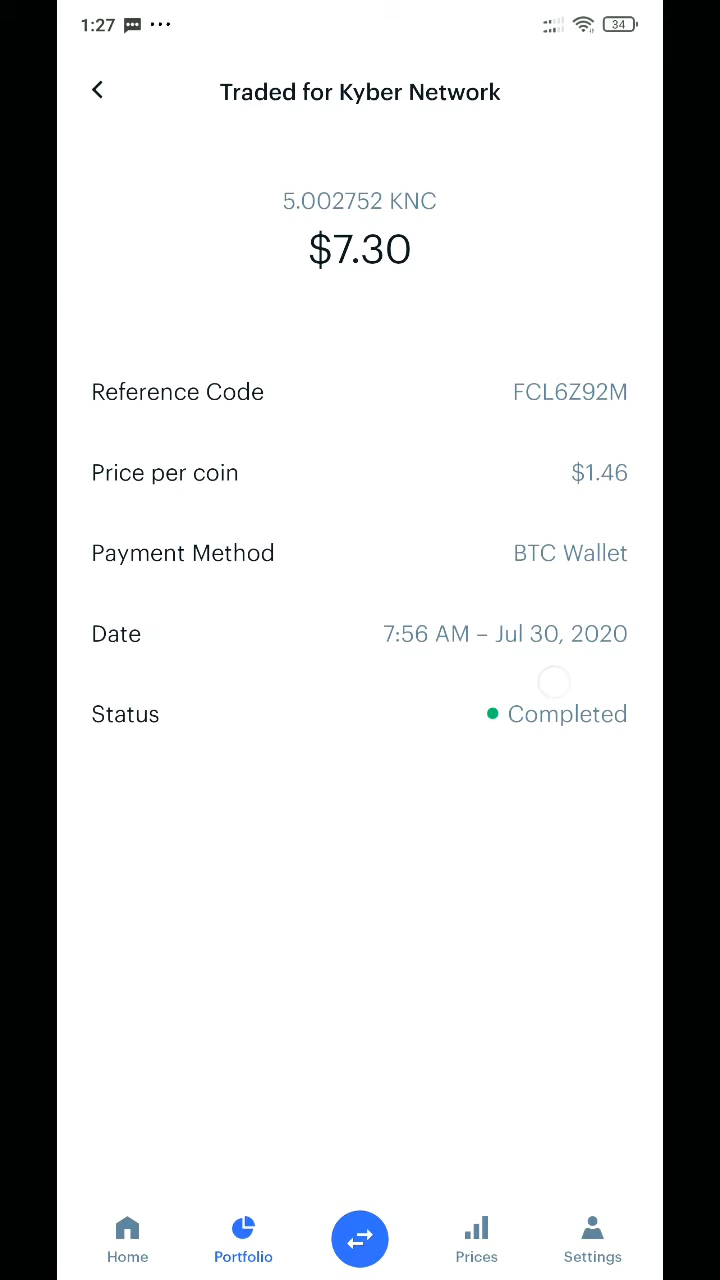 1:27
34
Traded for Kyber Network
5.002752 KNC
$7.30
Reference Code FCL6Z92M
Price per coin $1.46
Payment Method BTC Wallet
Date 7:56 AM – Jul 30, 2020
Status Completed
Home Portfolio Prices Settings